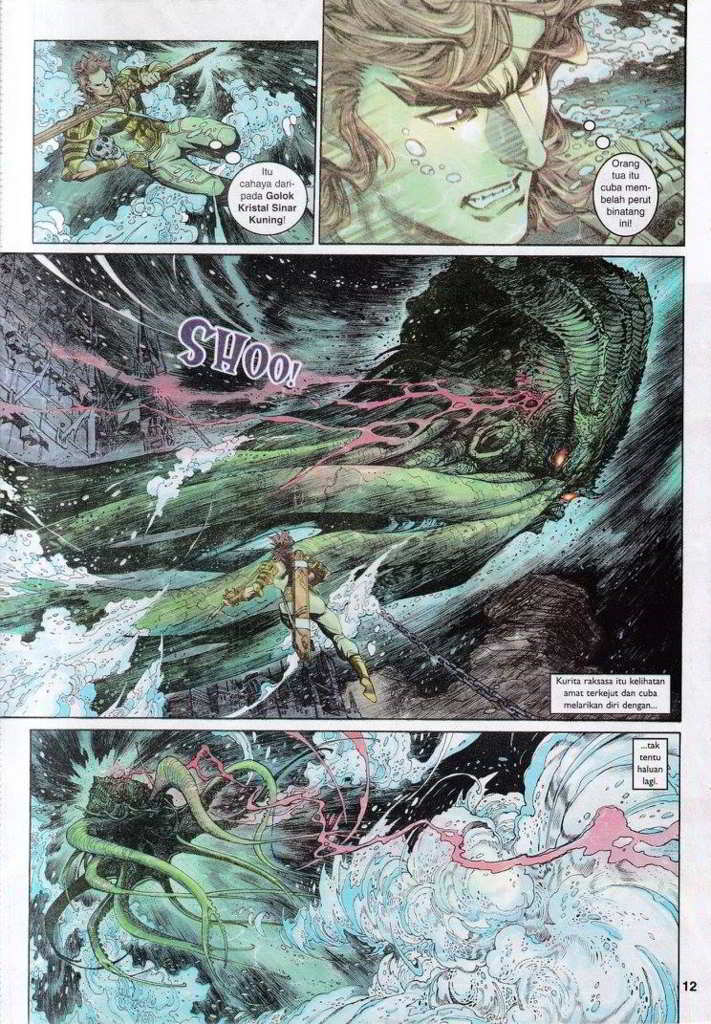 Itu
cahaya dari-
pada Golok
Kristal Sinar
Kuning!
Orang
tua itu
cuba mem-
belah perut
binatang
ini!
SHOO!
Kurita raksasa itu kelihatan
amat terkejut dan cuba
melarikan diri dengan...
...tak
tentu
haluan
lagi.
12